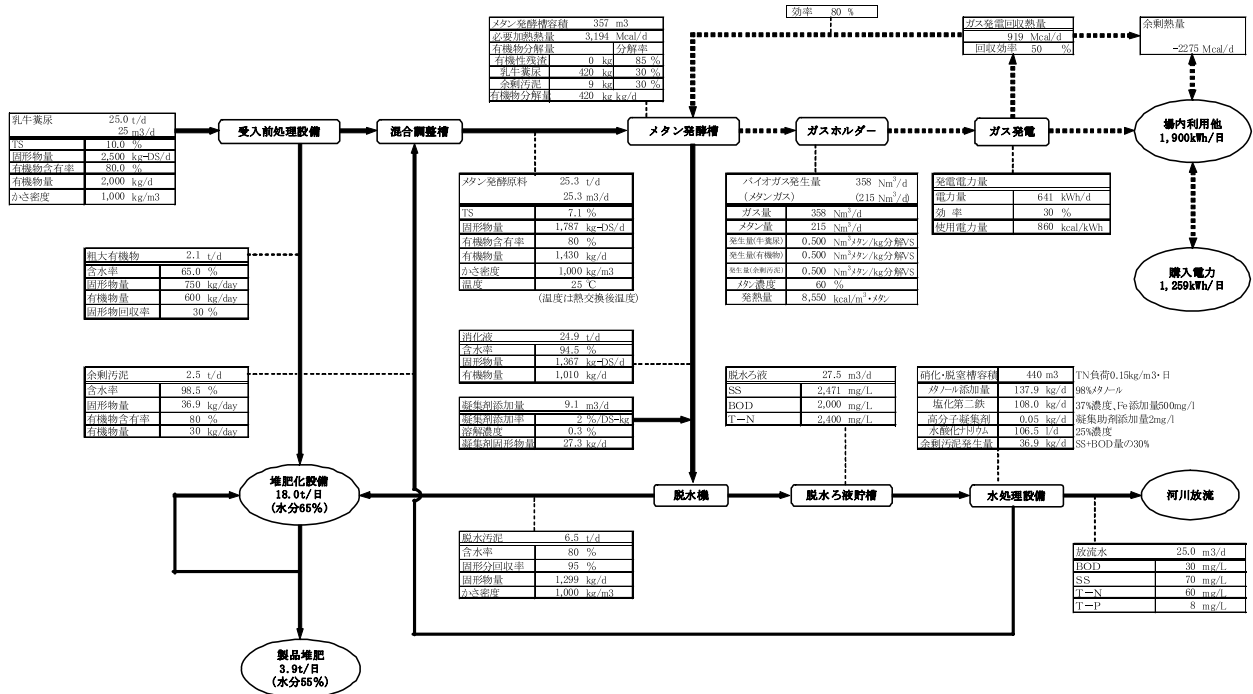 効率 80 %
メタン発酵槽容積 357 m3
必要加熱熱量 3,194 Mcal/d
有機物分解量 分解率
有機性残渣 0 kg 85 %
乳牛糞尿 420 kg 30 %
余剰汚泥 9 kg 30 %
有機物分解量 420 kg kg/d
ガス発電回収熱量
919 Mcal/d
回収効率 50 %
余剰熱量
-2275 Mcal/d
乳牛糞尿 25.0 t/d
25 m3/d
TS 10.0 %
固形物量 2,500 kg-DS/d
有機物含有率 80.0 %
有機物量 2,000 kg/d
かさ密度 1,000 kg/m3
受入前処理設備
混合調整槽
メタン発酵槽
ガスホルダー
ガス発電
場内利用他
1,900kWh/日
メタン発酵原料 25.3 t/d
25.3 m3/d
TS 7.1 %
固形物量 1,787 kg-DS/d
有機物含有率 80 %
有機物量 1,430 kg/d
かさ密度 1,000 kg/m3
温度 25 ℃
(温度は熱交換後温度)
バイオガス発生量 358 Nm³/d
(メタンガス) (215 Nm³/d)
ガス量 358 Nm³/d
メタン量 215 Nm³/d
発生量(牛糞尿) 0.500 Nm³メタン/kg分解VS
発生量(有機物) 0.500 Nm³メタン/kg分解VS
発生量(余剰汚泥) 0.500 Nm³メタン/kg分解VS
メタン濃度 60 %
発熱量 8,550 kcal/m³・メタン
発電電力量
電力量 641 kWh/d
効 率 30 %
使用電力量 860 kcal/kWh
購入電力
1,259kWh/日
粗大有機物 2.1 t/d
含水率 65.0 %
固形物量 750 kg/day
有機物量 600 kg/day
固形物回収率 30 %
消化液 24.9 t/d
含水率 94.5 %
固形物量 1,367 kg-DS/d
有機物量 1,010 kg/d
余剰汚泥 2.5 t/d
含水率 98.5 %
固形物量 36.9 kg/day
有機物含有率 80 %
有機物量 30 kg/day
凝集剤添加量 9.1 m3/d
凝集剤添加率 2 %/DS-kg
溶解濃度 0.3 %
凝集剤固形物量 27.3 kg/d
脱水ろ液 27.5 m3/d
SS 2,471 mg/L
BOD 2,000 mg/L
T-N 2,400 mg/L
硝化・脱窒槽容積 440 m3 TN負荷0.15kg/m3・日
メタノール添加量 137.9 kg/d 98%メタノール
塩化第二鉄 108.0 kg/d 37%濃度、Fe添加量500mg/l
高分子凝集剤 0.05 kg/d 凝集助剤添加量2mg/l
水酸化ナトリウム 106.5 l/d 25%濃度
余剰汚泥発生量 36.9 kg/d SS+BOD量の30%
堆肥化設備
18.0t/日
(水分65%)
脱水機
脱水ろ液貯槽
水処理設備
河川放流
脱水汚泥 6.5 t/d
含水率 80 %
固形分回収率 95 %
固形物量 1,299 kg/d
かさ密度 1,000 kg/m3
放流水 25.0 m3/d
BOD 30 mg/L
SS 70 mg/L
T-N 60 mg/L
T-P 8 mg/L
製品堆肥
3.9t/日
(水分55%)